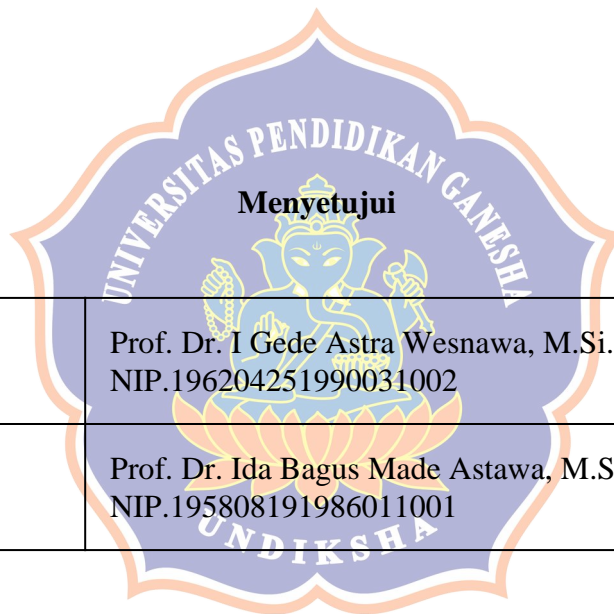 UNIVERSITAS PENDIDIKAN GANESHA
Menyetujui
Prof. Dr. I Gede Astra Wesnawa, M.Si.
NIP.196204251990031002
Prof. Dr. Ida Bagus Made Astawa, M.S
NIP.195808191986011001
UNDIKSHA